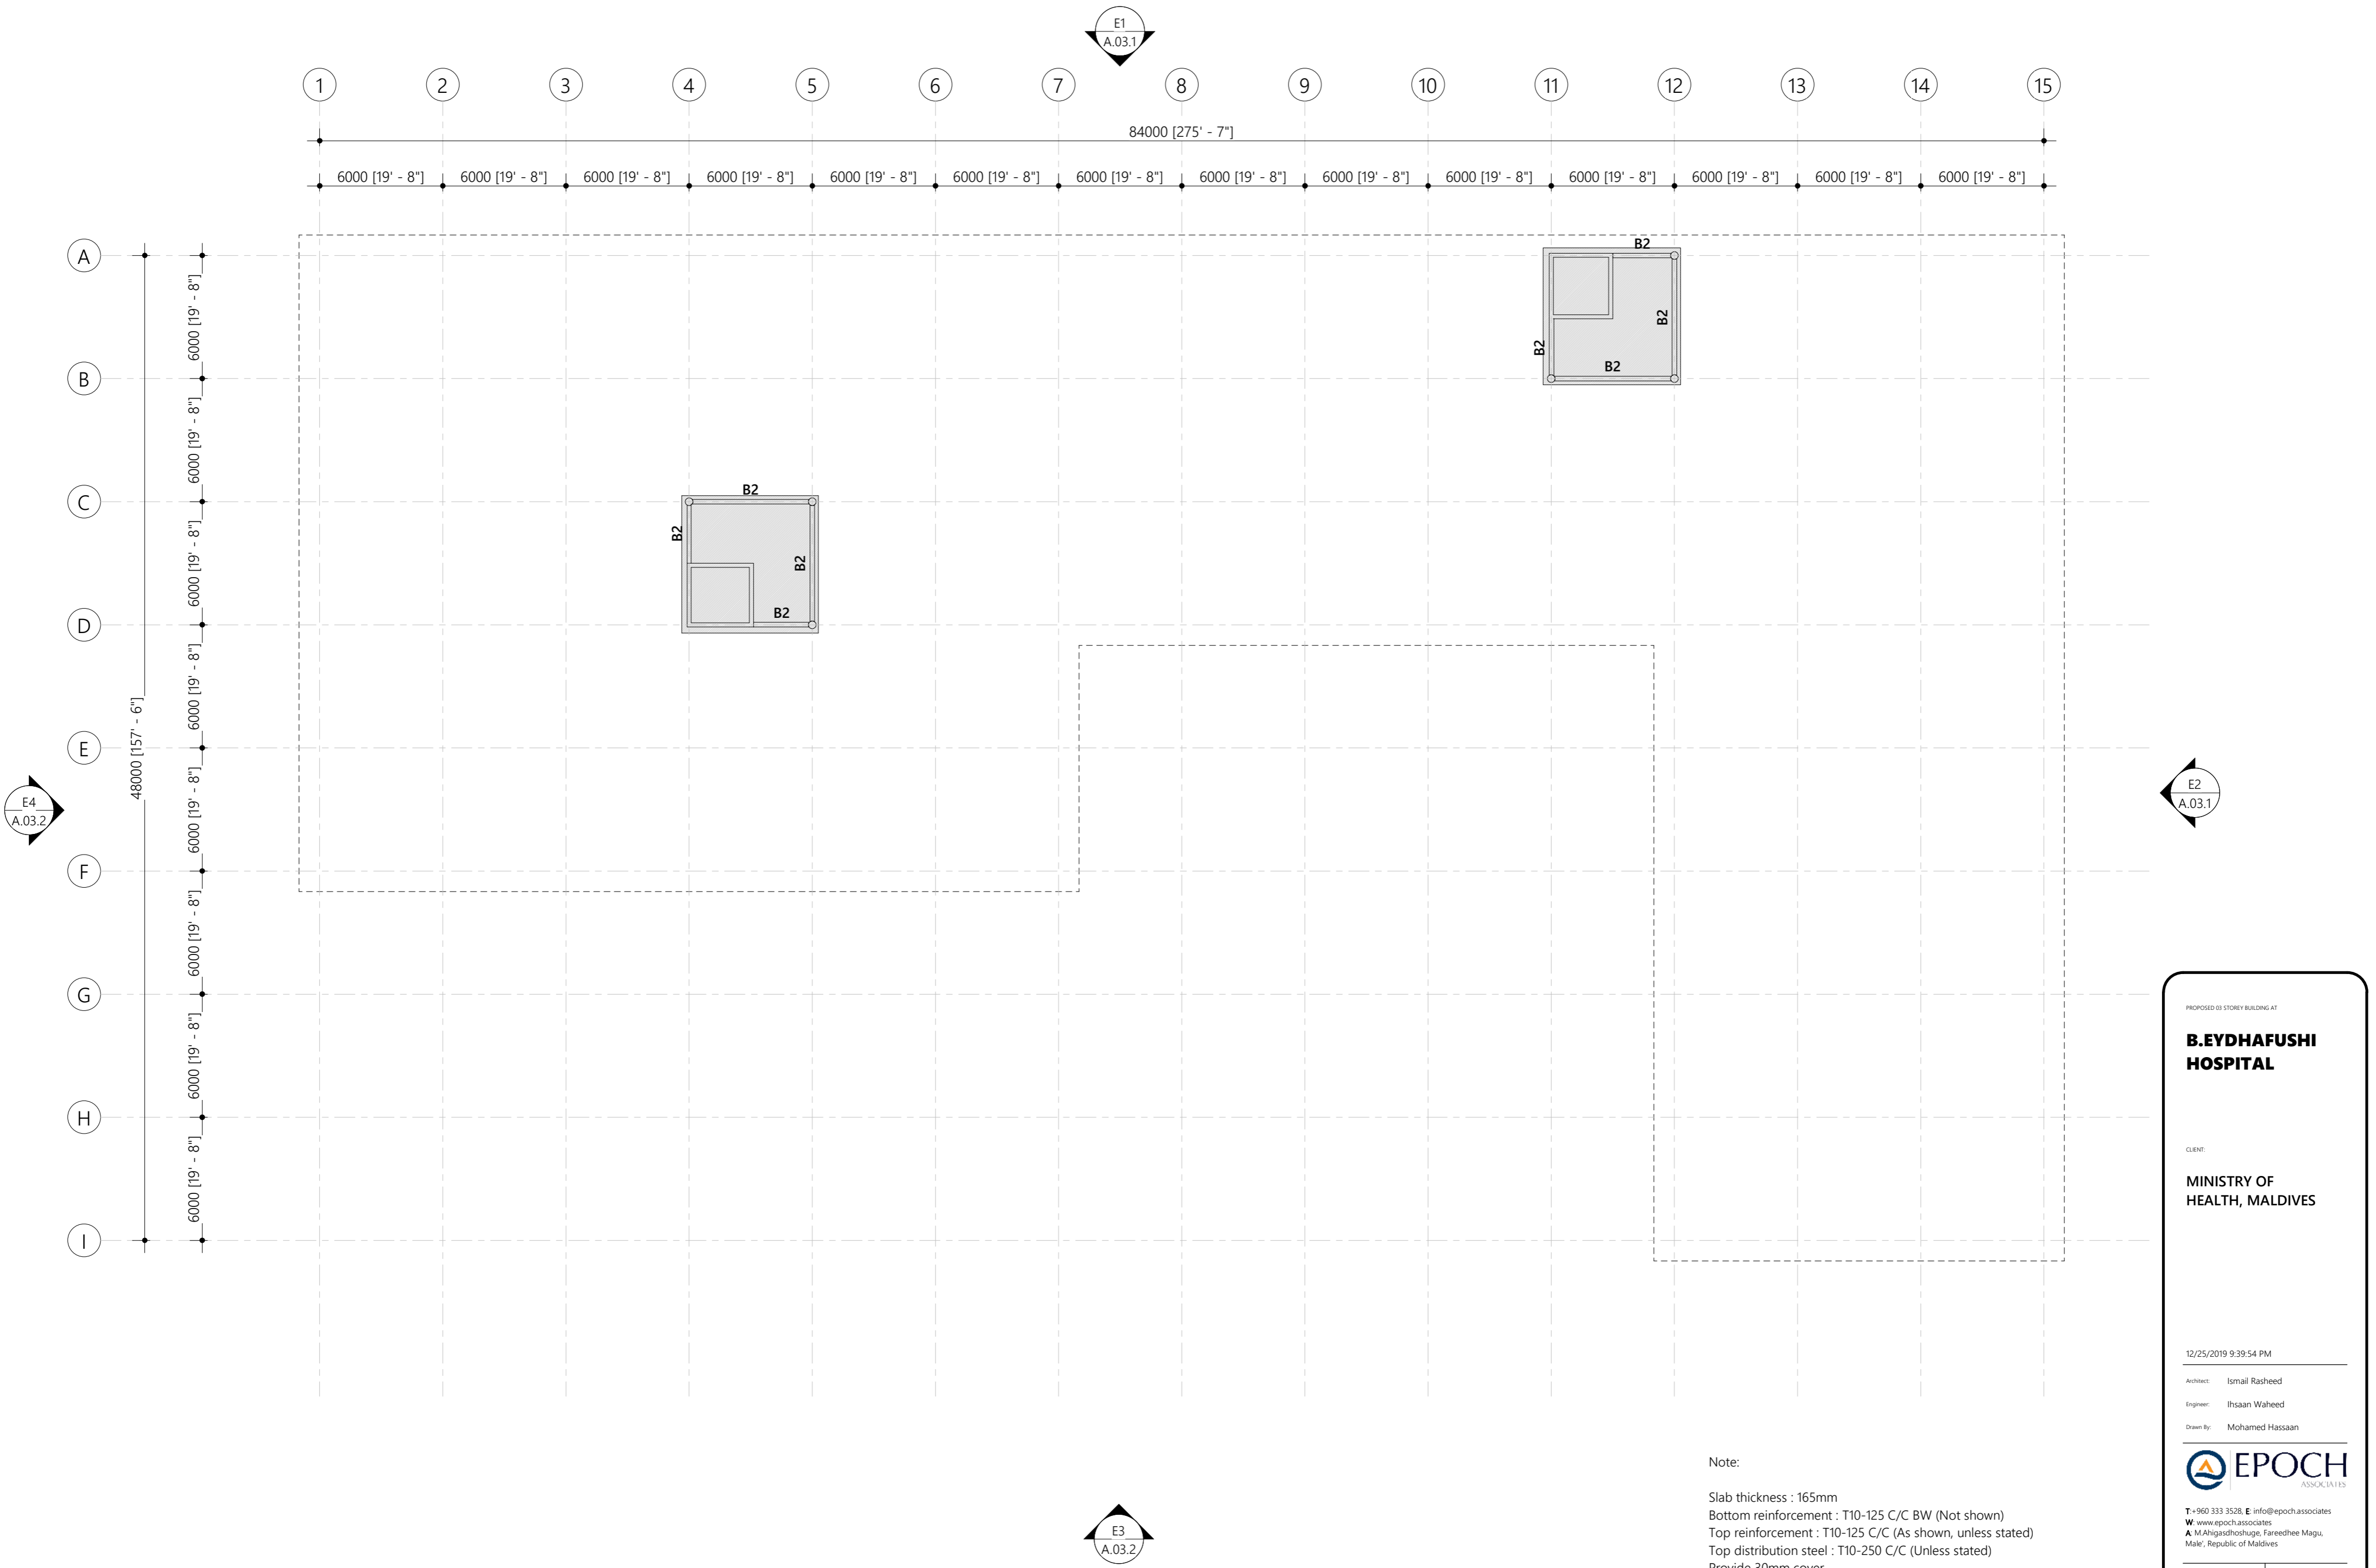 E1
A.03.1
1 2 3 4 5 6 7 8 9 10 11 12 13 14 15
84000 [275' - 7"]
6000 [19' - 8"] 6000 [19' - 8"] 6000 [19' - 8"] 6000 [19' - 8"] 6000 [19' - 8"] 6000 [19' - 8"] 6000 [19' - 8"] 6000 [19' - 8"] 6000 [19' - 8"] 6000 [19' - 8"] 6000 [19' - 8"] 6000 [19' - 8"] 6000 [19' - 8"] 6000 [19' - 8"]
A
B
C
D
E
F
G
H
I
48000 [157' - 6"]
6000 [19' - 8"]
6000 [19' - 8"]
6000 [19' - 8"]
6000 [19' - 8"]
6000 [19' - 8"]
6000 [19' - 8"]
6000 [19' - 8"]
6000 [19' - 8"]
B2
B2
B2
B2
B2
B2
B2
B2
E4
A.03.2
E2
A.03.1
E3
A.03.2
Note:
Slab thickness : 165mm
Bottom reinforcement : T10-125 C/C BW (Not shown)
Top reinforcement : T10-125 C/C (As shown, unless stated)
Top distribution steel : T10-250 C/C (Unless stated)
Provide 30mm cover
PROPOSED 03 STOREY BUILDING AT
B.EYDHAFUSHI
HOSPITAL
CLIENT:
MINISTRY OF
HEALTH, MALDIVES
12/25/2019 9:39:54 PM
Architect: Ismail Rasheed
Engineer: Ihsaan Waheed
Drawn By: Mohamed Hassaan
EPOCH
ASSOCIATES
T:+960 333 3528, E: info@epoch.associates
W: www.epoch.associates
A: M.Ahigasdhoshuge, Fareedhee Magu,
Male', Republic of Maldives